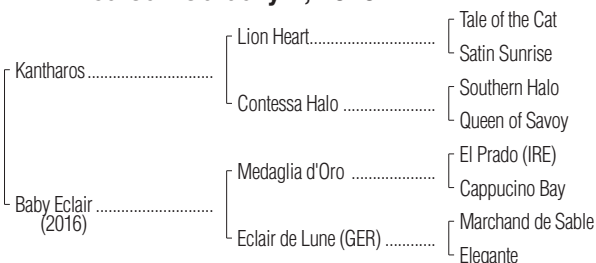 Tale of the Cat
Lion Heart..............................
Satin Sunrise
Kantharos..............................
Southern Halo
Contessa Halo ......................
Queen of Savoy
El Prado (IRE)
Medaglia d'Oro ....................
Cappucino Bay
Baby Eclair............................
(2016)
Marchand de Sable
Eclair de Lune (GER) ............
Elegante